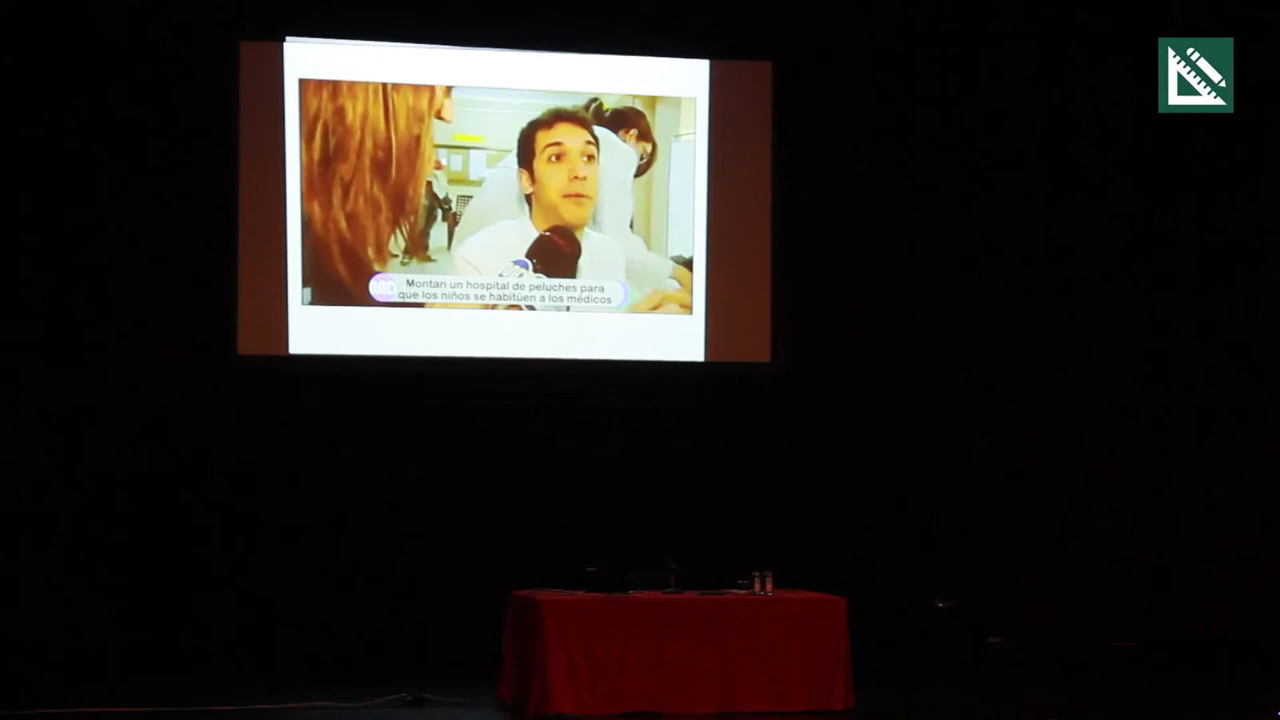 Montan un hospital de peluches para
que los niños se habitúen a los médicos